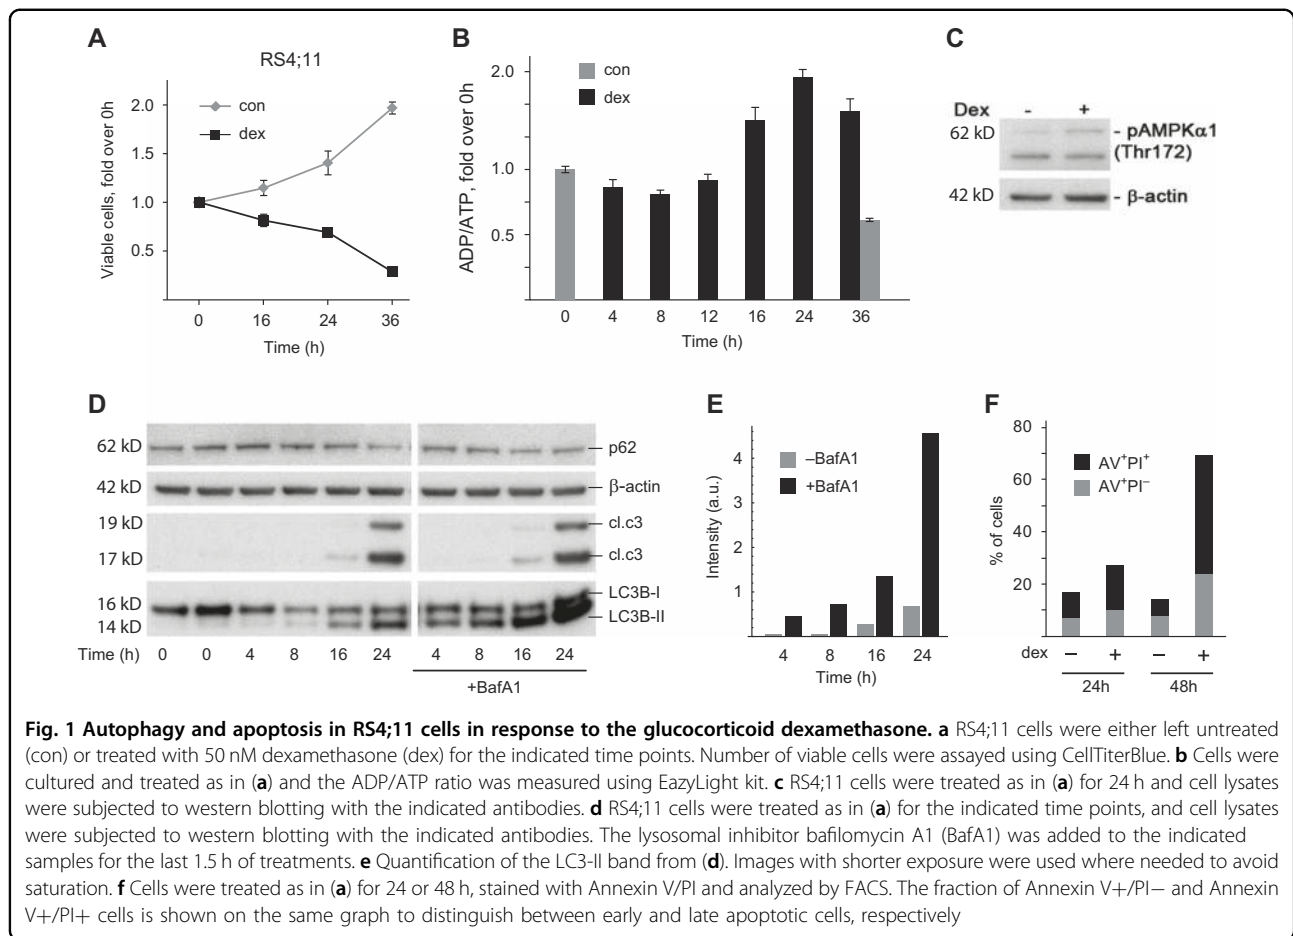 A
RS4;11
con
dex
Viable cells, fold over 0h
2.0
1.5
1.0
0.5
0 16 24 36
Time (h)
B
con
dex
ADP/ATP, fold over 0h
2.0
1.0
0.5
0 4 8 12 16 24 36
Time (h)
C
Dex - +
62 kD - pAMPKα1
(Thr172)
42 kD - β-actin
D
62 kD p62
42 kD β-actin
19 kD cl.c3
17 kD cl.c3
16 kD LC3B-I
14 kD LC3B-II
Time (h) 0 0 4 8 16 24 4 8 16 24
+BafA1
E
–BafA1
+BafA1
Intensity (a.u.)
4
3
2
1
4 8 16 24
Time (h)
F
AV⁺PI⁺
AV⁺PI⁻
% of cells
80
60
40
20
dex − + − +
24h 48h
Fig. 1 Autophagy and apoptosis in RS4;11 cells in response to the glucocorticoid dexamethasone. a RS4;11 cells were either left untreated
(con) or treated with 50 nM dexamethasone (dex) for the indicated time points. Number of viable cells were assayed using CellTiterBlue. b Cells were
cultured and treated as in (a) and the ADP/ATP ratio was measured using EazyLight kit. c RS4;11 cells were treated as in (a) for 24 h and cell lysates
were subjected to western blotting with the indicated antibodies. d RS4;11 cells were treated as in (a) for the indicated time points, and cell lysates
were subjected to western blotting with the indicated antibodies. The lysosomal inhibitor bafilomycin A1 (BafA1) was added to the indicated
samples for the last 1.5 h of treatments. e Quantification of the LC3-II band from (d). Images with shorter exposure were used where needed to avoid
saturation. f Cells were treated as in (a) for 24 or 48 h, stained with Annexin V/PI and analyzed by FACS. The fraction of Annexin V+/PI− and Annexin
V+/PI+ cells is shown on the same graph to distinguish between early and late apoptotic cells, respectively